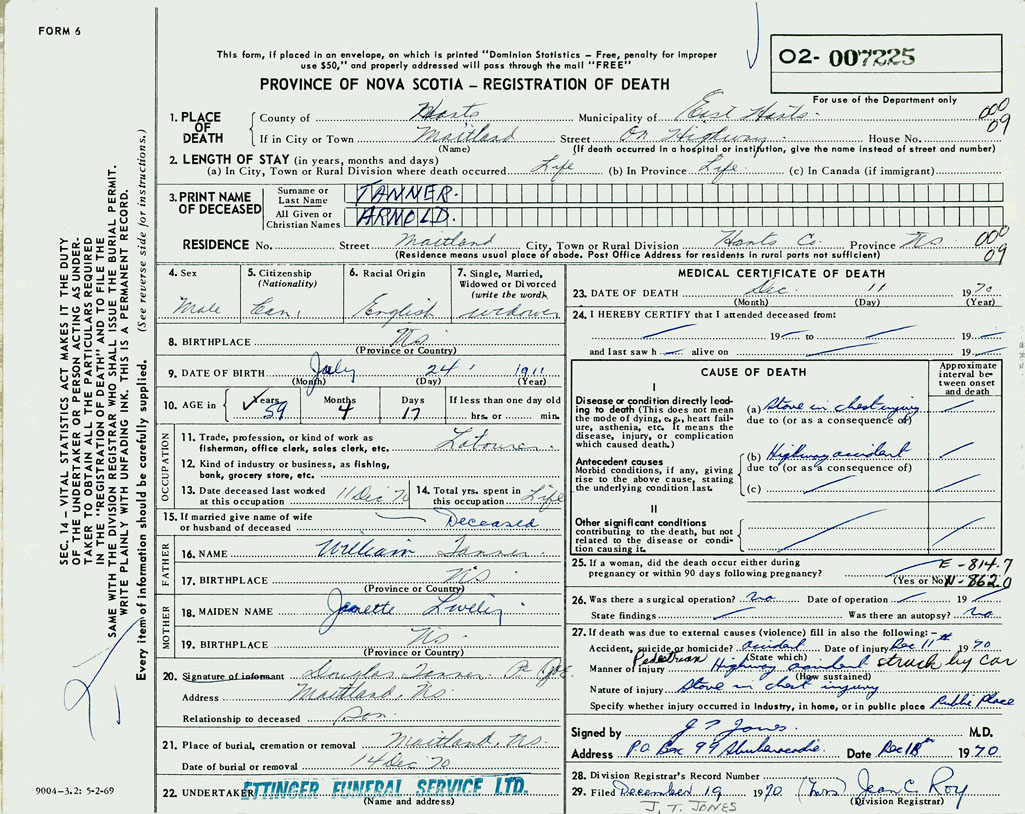 FORM 6
This form, if placed in an envelope, on which is printed "Dominion Statistics – Free, penalty for improper
use $50," and properly addressed will pass through the mail "FREE"
PROVINCE OF NOVA SCOTIA – REGISTRATION OF DEATH
02- 007225
For use of the Department only
1. PLACE OF DEATH { County of Hants Municipality of East Hants. 000
If in City or Town Maitland Street On Highway. House No. 09
(Name) (If death occurred in a hospital or institution, give the name instead of street and number)
2. LENGTH OF STAY (in years, months and days)
(a) In City, Town or Rural Division where death occurred Life (b) In Province Life. (c) In Canada (if immigrant)
3. PRINT NAME OF DECEASED
Surname or Last Name TANNER.
All Given or Christian Names ARNOLD.
RESIDENCE No. Street Maitland City, Town or Rural Division Hants Co. Province NS 000
(Residence means usual place of abode. Post Office Address for residents in rural parts not sufficient) 09
4. Sex Male
5. Citizenship (Nationality) Can.
6. Racial Origin English
7. Single, Married, Widowed or Divorced (write the word) widower
8. BIRTHPLACE N.S.
(Province or Country)
9. DATE OF BIRTH July 24 1911
(Month) (Day) (Year)
10. AGE in Years 59 Months 4 Days 17 If less than one day old
hrs. or min.
OCCUPATION
11. Trade, profession, or kind of work as
fisherman, office clerk, sales clerk, etc. Labourer
12. Kind of industry or business, as fishing,
bank, grocery store, etc.
13. Date deceased last worked at this occupation 11 Dec 70
14. Total yrs. spent in this occupation Life
15. If married give name of wife
or husband of deceased Deceased
FATHER
16. NAME William Tanner
17. BIRTHPLACE NS
(Province or Country)
MOTHER
18. MAIDEN NAME Janette
19. BIRTHPLACE N.S.
(Province or Country)
20. Signature of informant Douglas Tanner
Address Maitland, N.S.
Relationship to deceased Son.
21. Place of burial, cremation or removal Maitland, N.S.
Date of burial or removal 14 Dec 70
22. UNDERTAKER ETTINGER FUNERAL SERVICE LTD.
(Name and address)
MEDICAL CERTIFICATE OF DEATH
23. DATE OF DEATH Dec. 11 1970
(Month) (Day) (Year)
24. I HEREBY CERTIFY that I attended deceased from:
19 to 19
and last saw h alive on 19
CAUSE OF DEATH
Approximate interval between onset and death
I
Disease or condition directly leading to death (This does not mean the mode of dying, e.g., heart failure, asthenia, etc. It means the disease, injury, or complication which caused death.)
(a) Stove in chest injury
due to (or as a consequence of)
Antecedent causes
Morbid conditions, if any, giving rise to the above cause, stating the underlying condition last.
(b) Highway accident
due to (or as a consequence of)
(c)
II
Other significant conditions
contributing to the death, but not related to the disease or condition causing it.
25. If a woman, did the death occur either during
pregnancy or within 90 days following pregnancy?
(Yes or No)
E-814.7
N-862.0
26. Was there a surgical operation? no Date of operation 19
State findings Was there an autopsy? no
27. If death was due to external causes (violence) fill in also the following:–
Accident, suicide or homicide? accident Date of injury Dec 11 1970
(State which)
Manner of injury Pedestrian Highway accident struck by car
(How sustained)
Nature of injury Stove in chest injury
Specify whether injury occurred in industry, in home, or in public place Public Place
Signed by J T Jones M.D.
Address P.O. Box 99 Shubenacadie. Date Dec 18th 1970
28. Division Registrar's Record Number
29. Filed December 19 1970 (Mrs) Jean C. Roy
J. T. JONES (Division Registrar)
SEC. 14 – VITAL STATISTICS ACT MAKES IT THE DUTY
OF THE UNDERTAKER OR PERSON ACTING AS UNDER-
TAKER TO OBTAIN ALL THE PARTICULARS REQUIRED
IN THE "REGISTRATION OF DEATH" AND TO FILE THE
SAME WITH THE DIVISION REGISTRAR WHO SHALL ISSUE THE BURIAL PERMIT.
WRITE PLAINLY WITH UNFADING INK. THIS IS A PERMANENT RECORD.
Every item of information should be carefully supplied. (See reverse side for instructions.)
9004-3.2: 5-2-69